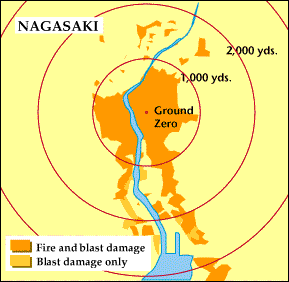 NAGASAKI
2,000 yds.
1,000 yds.
Ground
Zero
Fire and blast damage
Blast damage only